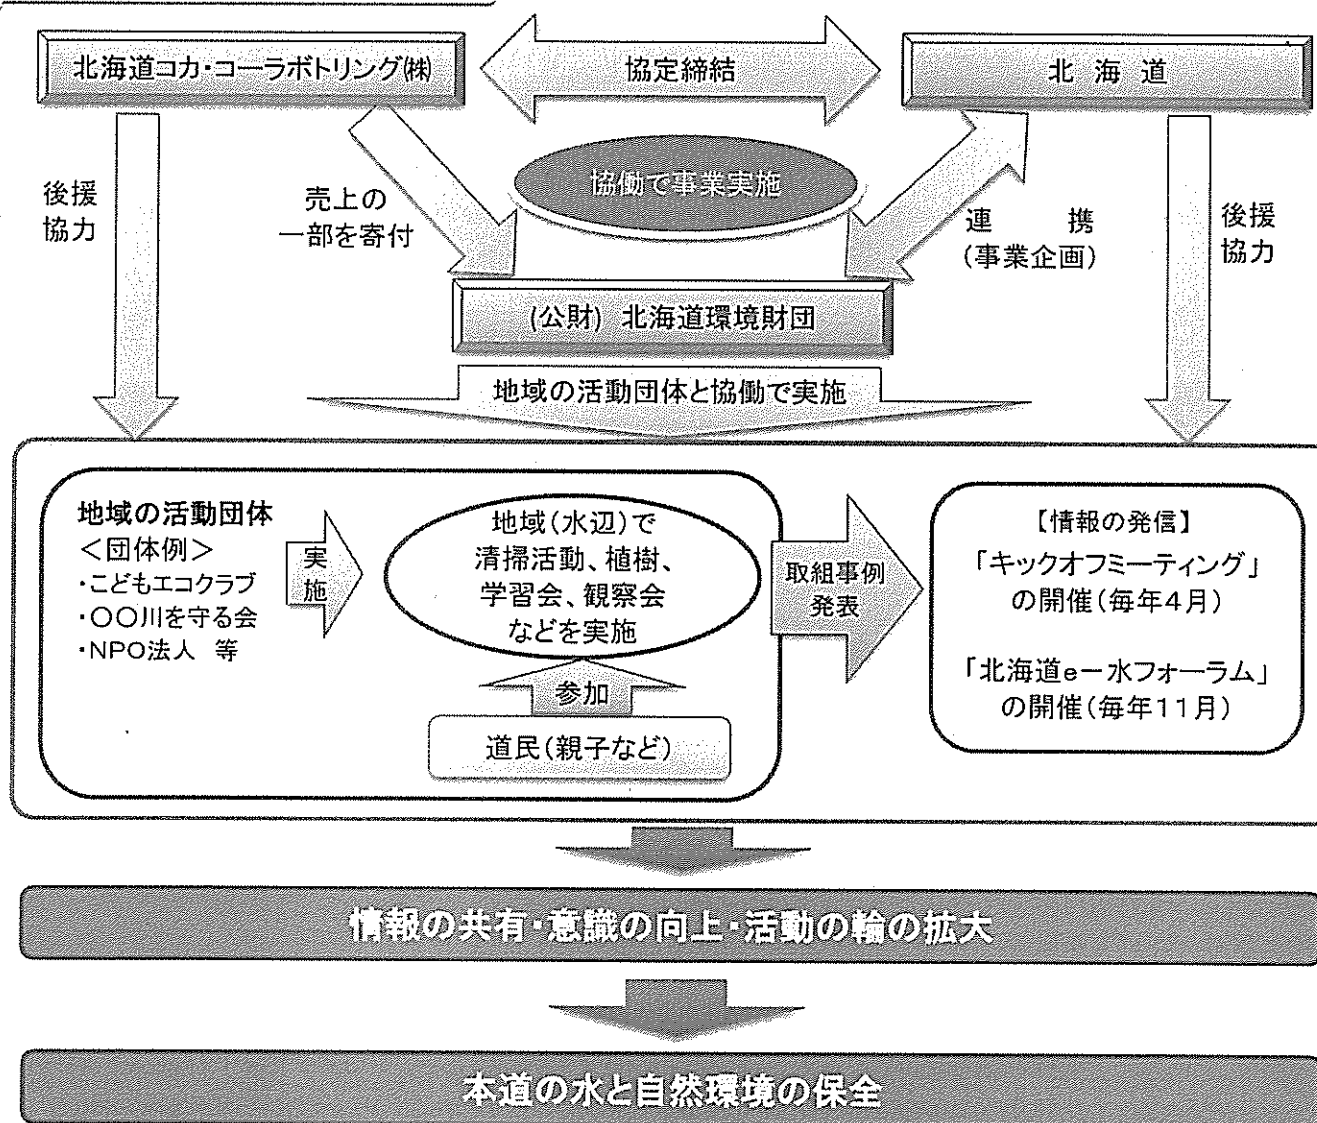 北海道コカ・コーラボトリング㈱
協定締結
北　海　道
後援
協力
売上の
一部を寄付
協働で事業実施
連　　携
(事業企画)
後援
協力
(公財) 北海道環境財団
地域の活動団体と協働で実施
地域の活動団体
＜団体例＞
・こどもエコクラブ
・〇〇川を守る会
・NPO法人　等
実
施
地域(水辺)で
清掃活動、植樹、
学習会、観察会
などを実施
参加
道民(親子など)
取組事例
発表
【情報の発信】
「キックオフミーティング」
の開催(毎年4月)
「北海道e－水フォーラム」
の開催(毎年11月)
情報の共有・意識の向上・活動の輪の拡大
本道の水と自然環境の保全